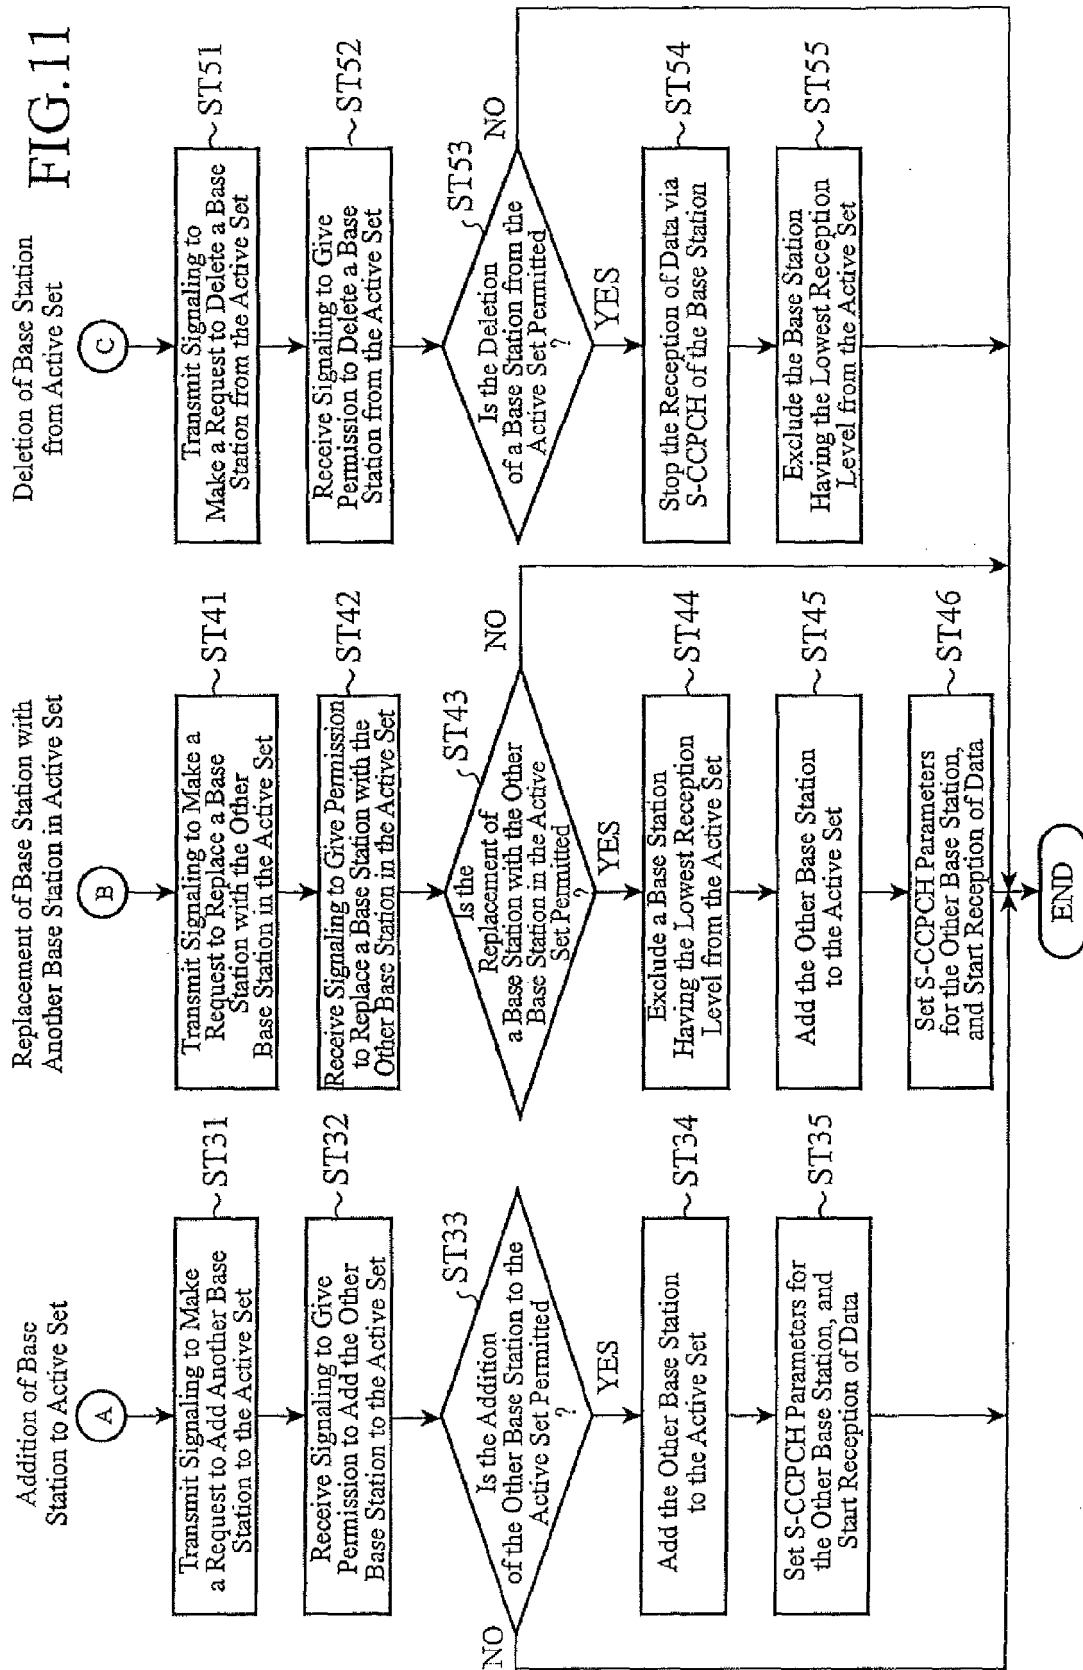 FIG.11
Addition of Base
Station to Active Set
A
Transmit Signaling to Make
a Request to Add Another Base
Station to the Active Set
ST31
Receive Signaling to Give
Permission to Add the Other
Base Station to the Active Set
ST32
Is the Addition
of the Other Base Station to the
Active Set Permitted
?
ST33
NO
YES
Add the Other Base Station
to the Active Set
ST34
Set S-CCPCH Parameters for
the Other Base Station, and
Start Reception of Data
ST35
Replacement of Base Station with
Another Base Station in Active Set
B
Transmit Signaling to Make a
Request to Replace a Base
Station with the Other
Base Station in the Active Set
ST41
Receive Signaling to Give Permission
to Replace a Base Station with the
Other Base Station in the Active Set
ST42
Is the
Replacement of
a Base Station with the Other
Base Station in the Active
Set Permitted
?
ST43
NO
YES
Exclude a Base Station
Having the Lowest Reception
Level from the Active Set
ST44
Add the Other Base Station
to the Active Set
ST45
Set S-CCPCH Parameters
for the Other Base Station,
and Start Reception of Data
ST46
Deletion of Base Station
from Active Set
C
Transmit Signaling to
Make a Request to Delete a Base
Station from the Active Set
ST51
Receive Signaling to Give
Permission to Delete a Base
Station from the Active Set
ST52
Is the Deletion
of a Base Station from the
Active Set Permitted
?
ST53
NO
YES
Stop the Reception of Data via
S-CCPCH of the Base Station
ST54
Exclude the Base Station
Having the Lowest Reception
Level from the Active Set
ST55
END